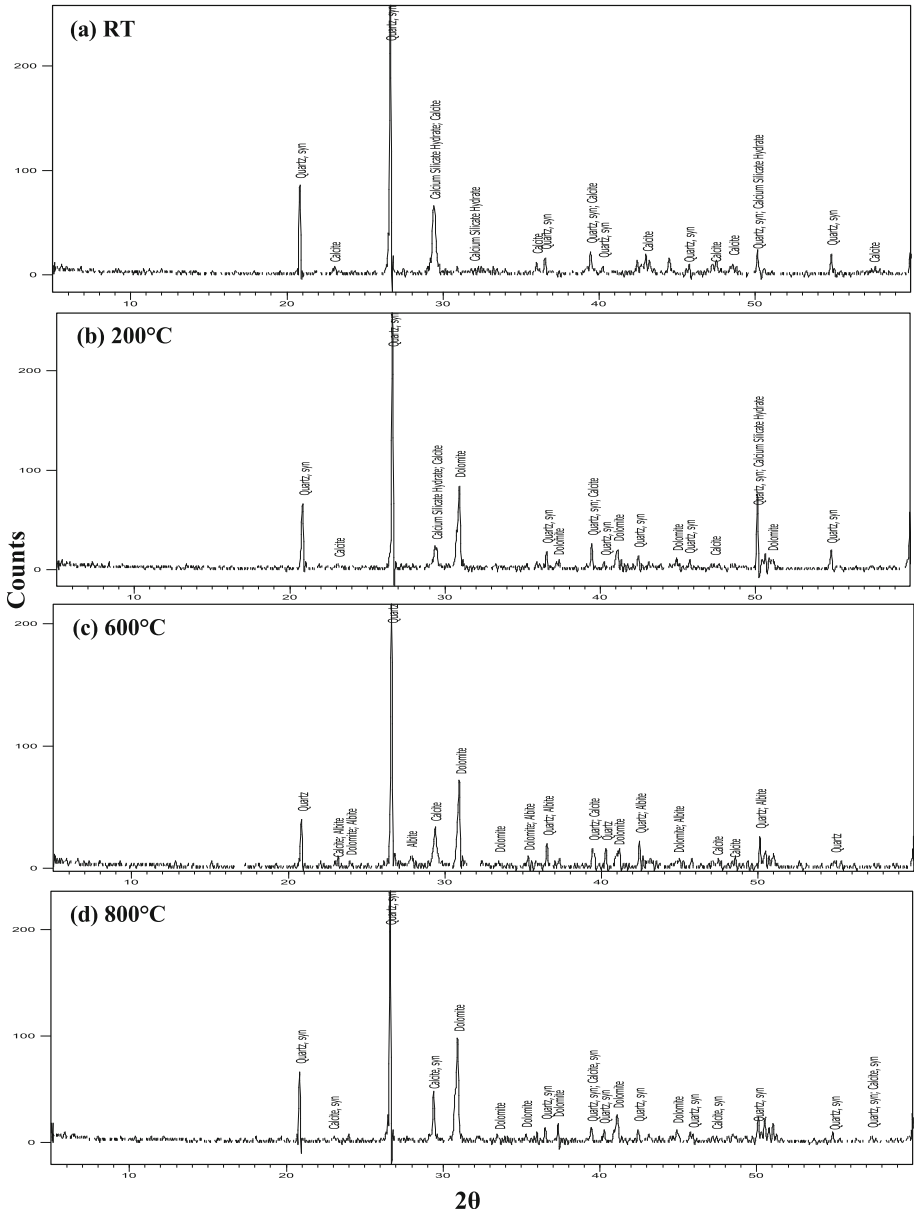 (a) RT
200
100
0
Quartz, syn
Calcite
Quartz, syn
Calcium Silicate Hydrate; Calcite
Calcium Silicate Hydrate
Calcite
Quartz, syn
Quartz, syn; Calcite
Quartz, syn
Calcite
Quartz, syn
Calcite
Calcite
Quartz, syn; Calcium Silicate Hydrate
Quartz, syn
Calcite
10
20
30
40
50
(b) 200°C
200
100
0
Quartz, syn
Calcite
Quartz, syn
Calcium Silicate Hydrate; Calcite
Dolomite
Quartz, syn
Dolomite
Quartz, syn; Calcite
Quartz, syn
Dolomite
Quartz, syn
Dolomite
Quartz, syn
Calcite
Quartz, syn; Calcium Silicate Hydrate
Dolomite
Quartz, syn
10
20
30
40
50
Counts
(c) 600°C
200
100
0
Quartz
Calcite; Albite
Dolomite; Albite
Quartz
Albite
Calcite
Dolomite
Dolomite
Dolomite; Albite
Quartz; Albite
Quartz; Calcite
Quartz
Dolomite
Quartz; Albite
Dolomite; Albite
Calcite
Calcite
Quartz; Albite
Quartz
10
20
30
40
50
(d) 800°C
200
100
0
Quartz, syn
Calcite, syn
Quartz, syn
Calcite, syn
Dolomite
Dolomite
Dolomite
Quartz, syn
Dolomite
Quartz, syn; Calcite, syn
Quartz, syn
Dolomite
Quartz, syn
Dolomite
Quartz, syn
Calcite, syn
Quartz, syn
Quartz, syn
Quartz, syn; Calcite, syn
10
20
30
40
50
2θ